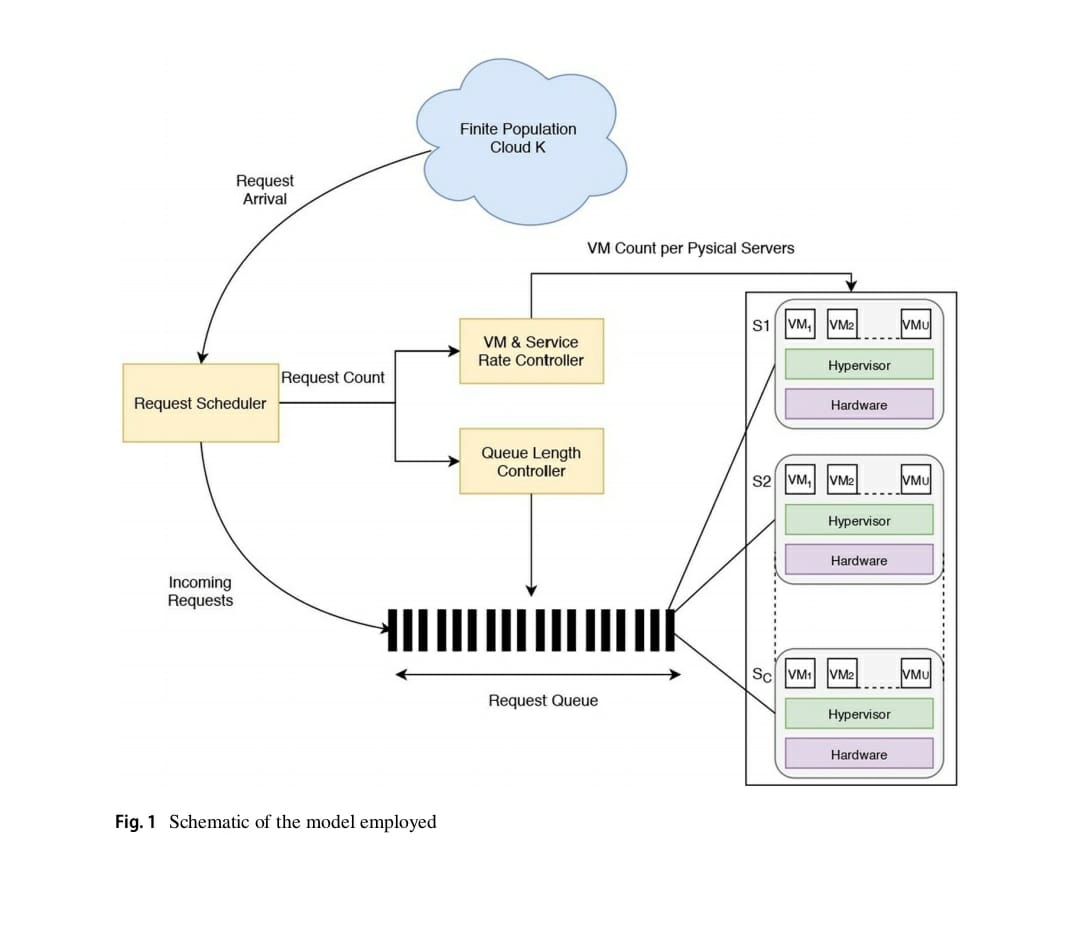 Finite Population
Cloud K
Request
Arrival
VM Count per Pysical Servers
VM & Service
Rate Controller
Request Count
Request Scheduler
Queue Length
Controller
Incoming
Requests
Request Queue
S1 VM1 VM2 ..... VMU
Hypervisor
Hardware
S2 VM1 VM2 ..... VMU
Hypervisor
Hardware
SC VM1 VM2 ..... VMU
Hypervisor
Hardware
Fig. 1 Schematic of the model employed